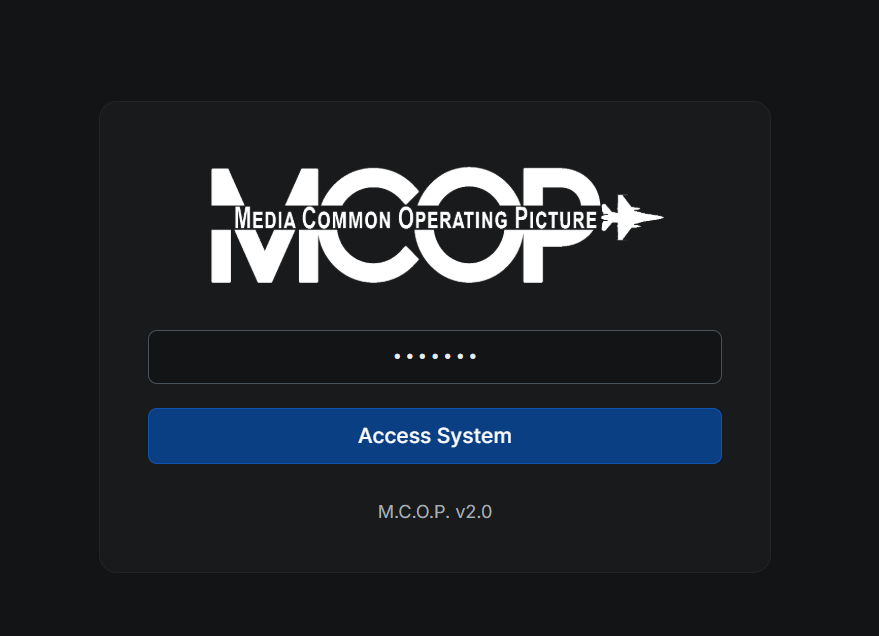 MCOP
MEDIA COMMON OPERATING PICTURE
•••••••
Access System
M.C.O.P. v2.0